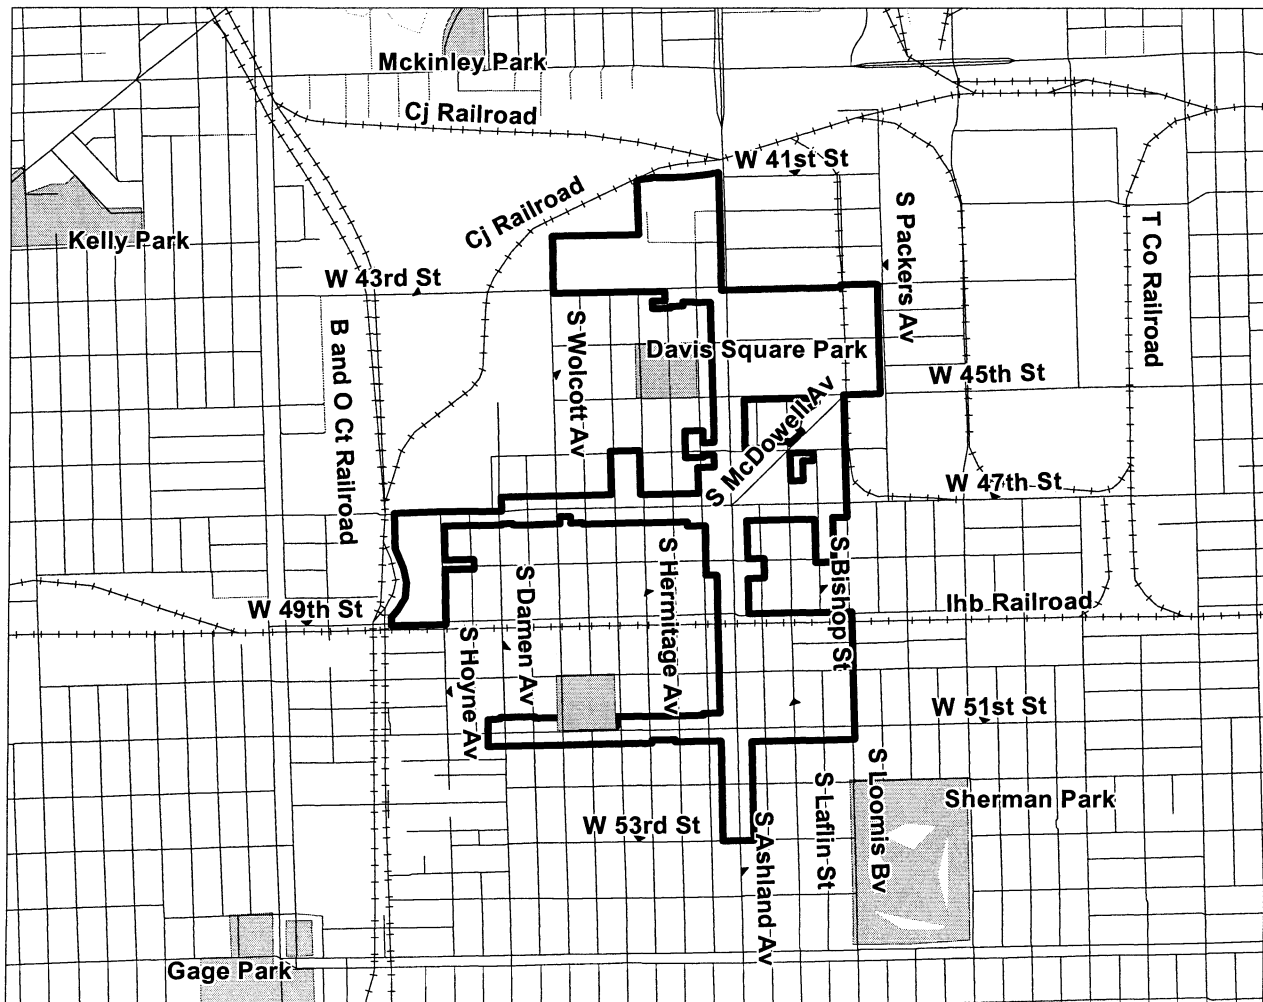 Mckinley Park
Cj Railroad
W 41st St
Cj Railroad
S Packers Av
T Co Railroad
Kelly Park
W 43rd St
B and O Ct Railroad
S Wolcott Av
Davis Square Park
W 45th St
S McDowell Av
W 47th St
S Hermitage Av
S Bishop St
S Damen Av
W 49th St
Ihb Railroad
S Hoyne Av
W 51st St
S Loomis Bv
S Laflin St
Sherman Park
W 53rd St
S Ashland Av
Gage Park